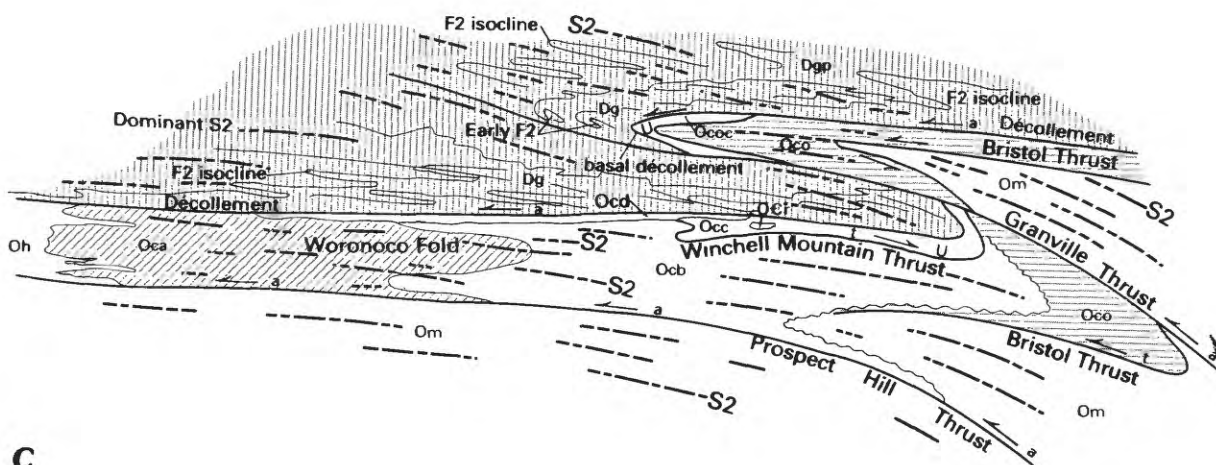 F2 isocline
S2
Dgp
Dg
F2 isocline
Dominant S2
Early F2
U
Ococ
a
Décollement
Oco
Bristol Thrust
basal décollement
Om
F2 isocline
Dg
S2
Décollement
a
Ocd
Occ
t
U
Granville Thrust
Oh
Oca
Woronoco Fold
S2
Winchell Mountain Thrust
Ocb
S2
a
a
Oco
Om
Prospect Hill Thrust
Bristol Thrust
t
a
Om
S2
a
C